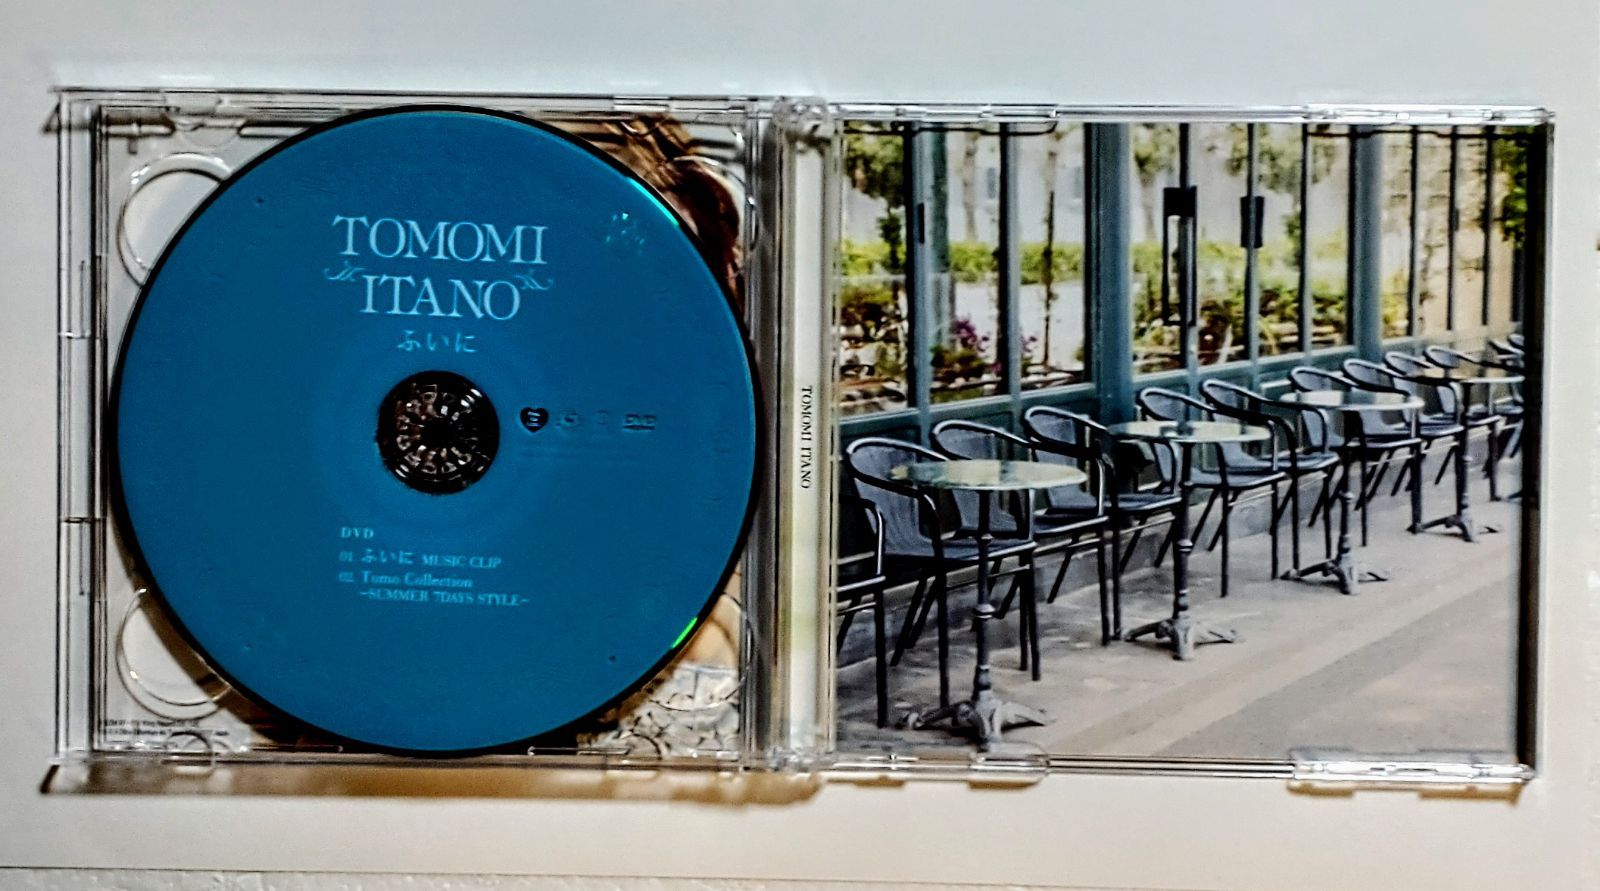 TOMOMI
ITANO
ふいに
DVD
DVD
01. ふいに MUSIC CLIP
02. Tomo Collection
~SUMMER 7DAYS STYLE~
TOMOMI ITANO